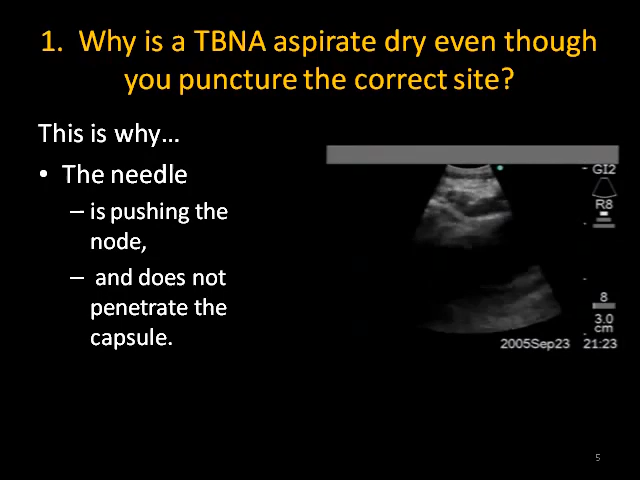 1. Why is a TBNA aspirate dry even though
you puncture the correct site?
This is why...
• The needle
– is pushing the
node,
– and does not
penetrate the
capsule.
GI2
R8
8
3.0
cm
2005Sep23 21:23
5